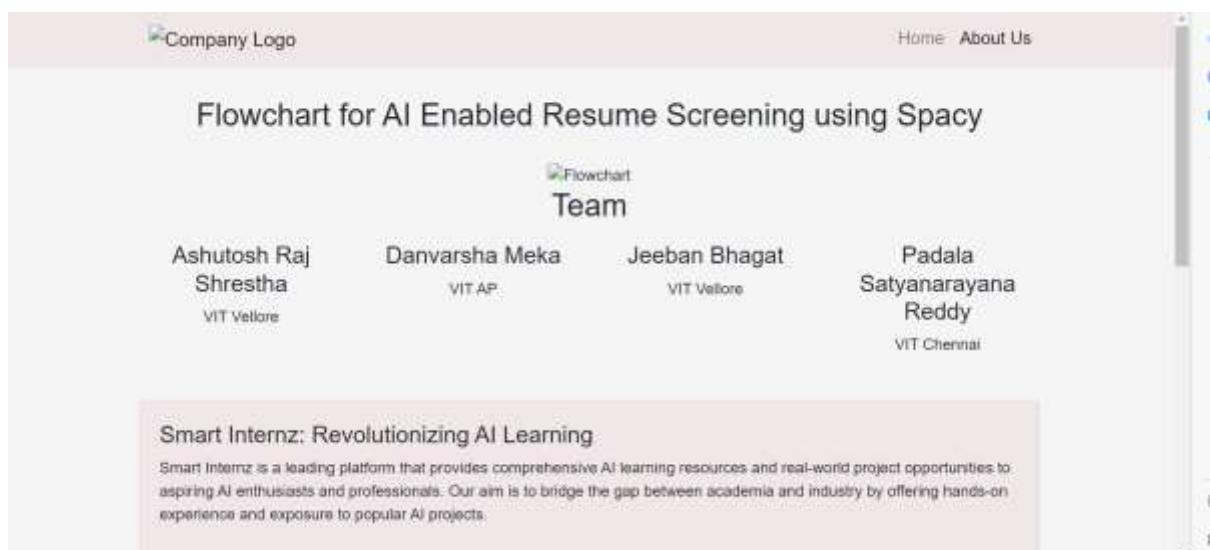 Company Logo
Home About Us
Flowchart for AI Enabled Resume Screening using Spacy
Flowchart
Team
Ashutosh Raj
Shrestha
VIT Vellore
Danvarsha Meka
VIT AP
Jeeban Bhagat
VIT Vellore
Padala
Satyanarayana
Reddy
VIT Chennai
Smart Internz: Revolutionizing AI Learning
Smart Internz is a leading platform that provides comprehensive AI learning resources and real-world project opportunities to
aspiring AI enthusiasts and professionals. Our aim is to bridge the gap between academia and industry by offering hands-on
experience and exposure to popular AI projects.